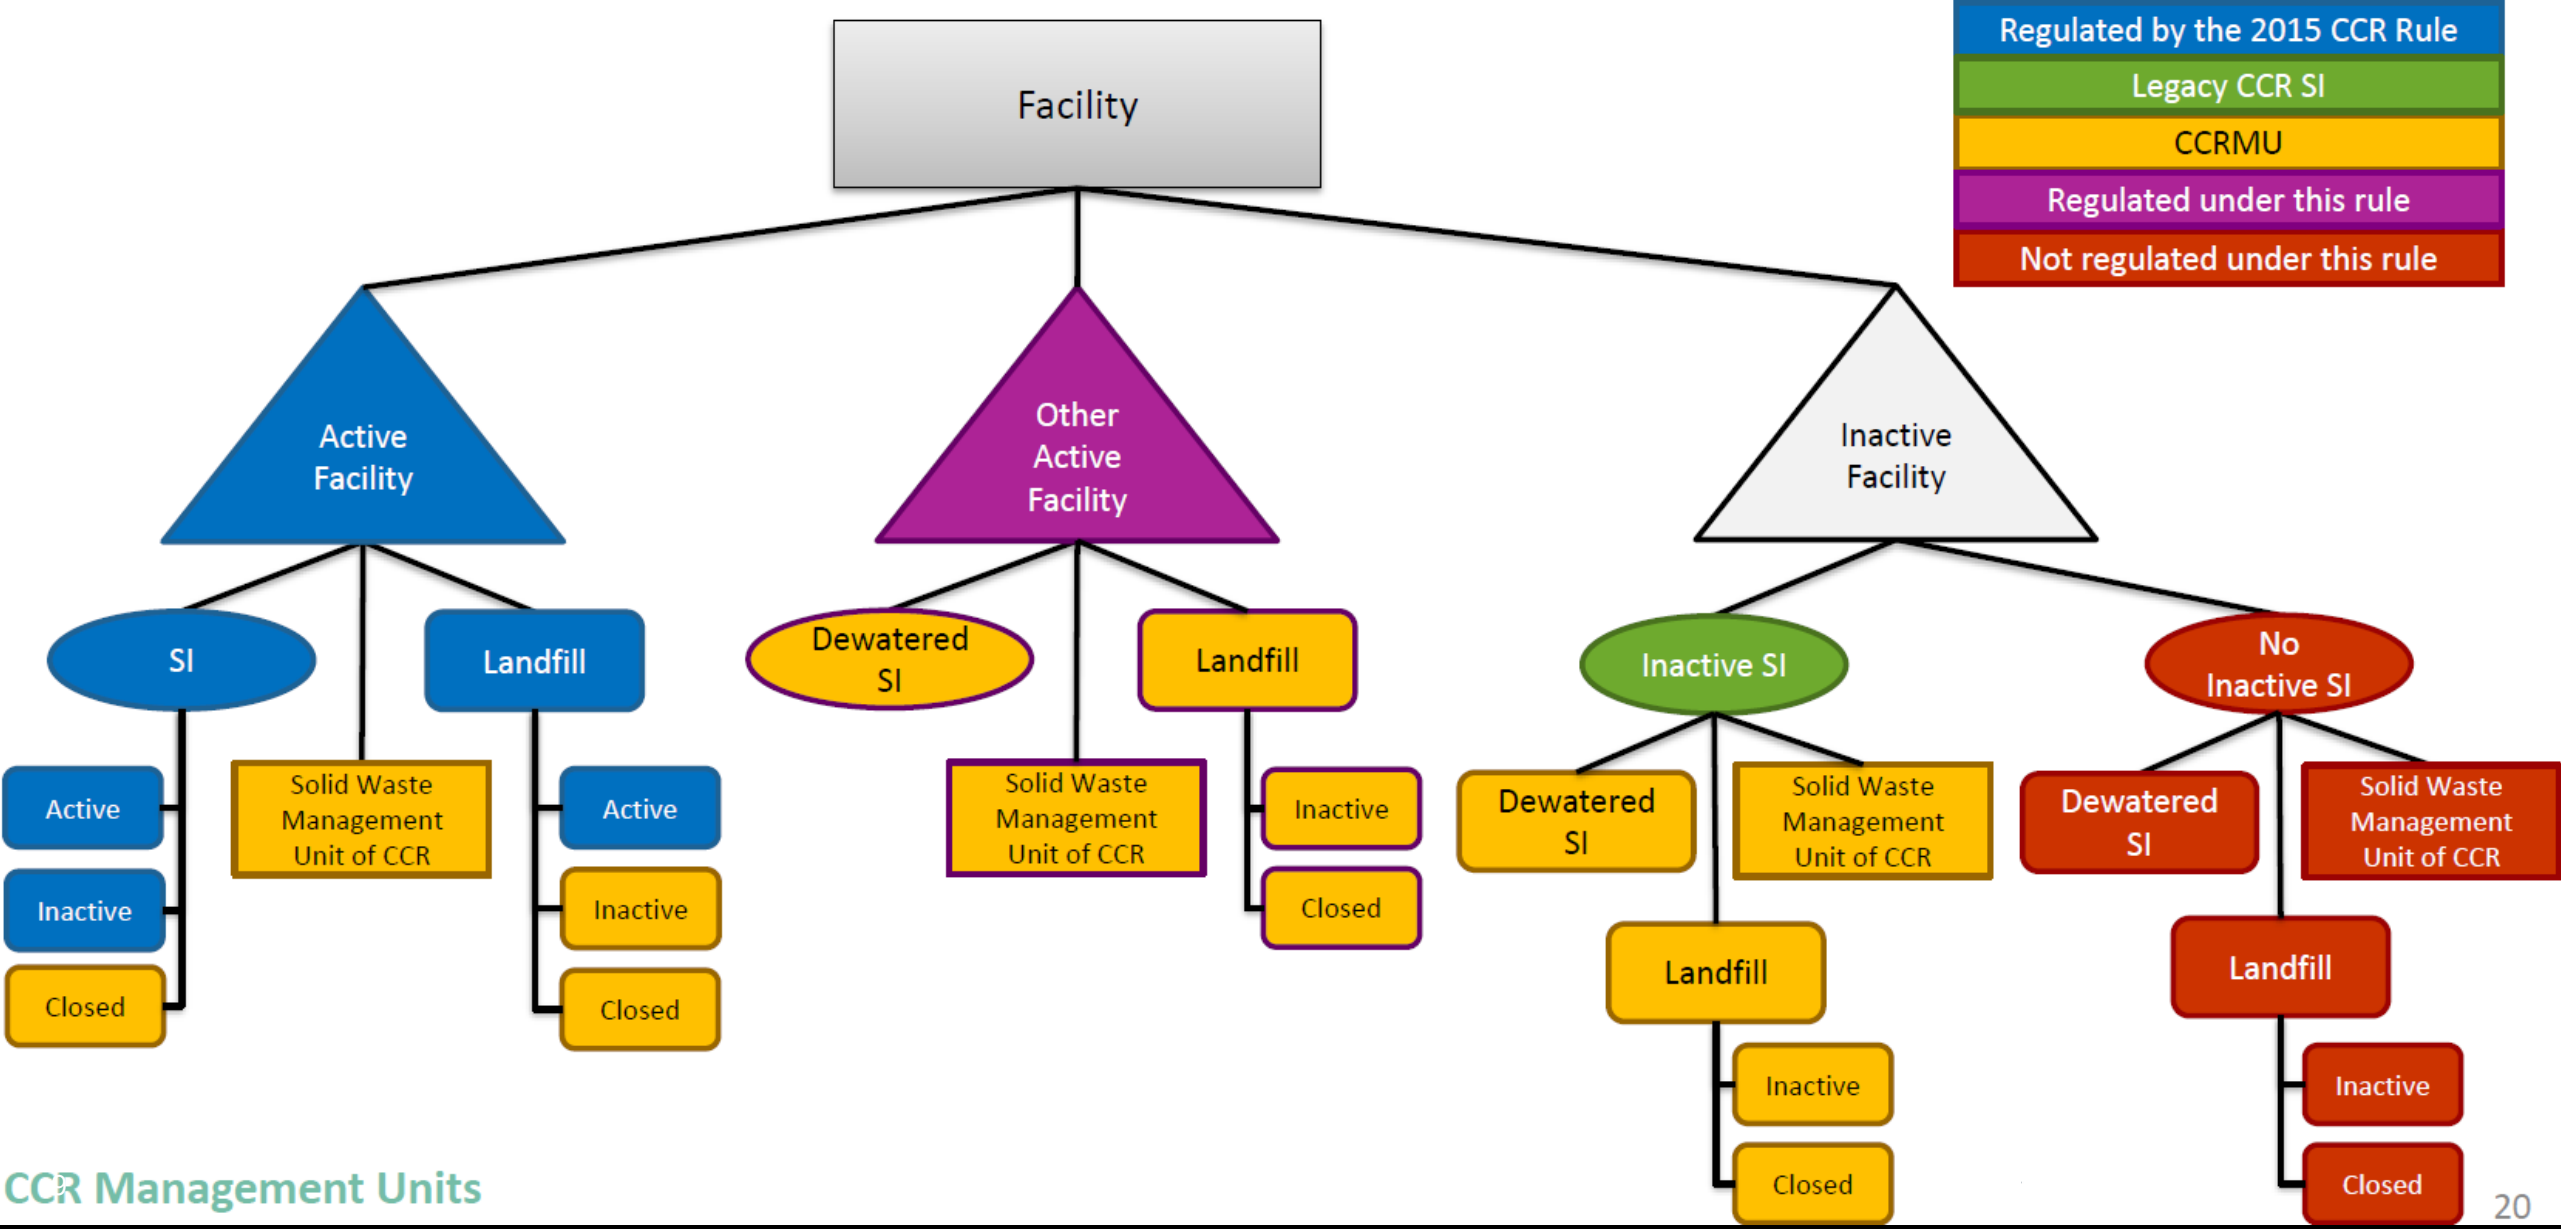 Facility
Regulated by the 2015 CCR Rule
Legacy CCR SI
CCRMU
Regulated under this rule
Not regulated under this rule
Active
Facility
Other
Active
Facility
Inactive
Facility
SI
Landfill
Active
Inactive
Closed
Solid Waste
Management
Unit of CCR
Active
Inactive
Closed
Dewatered
SI
Landfill
Solid Waste
Management
Unit of CCR
Inactive
Closed
Inactive SI
No
Inactive SI
Dewatered
SI
Solid Waste
Management
Unit of CCR
Landfill
Inactive
Closed
Dewatered
SI
Solid Waste
Management
Unit of CCR
Landfill
Inactive
Closed
CCR Management Units
20